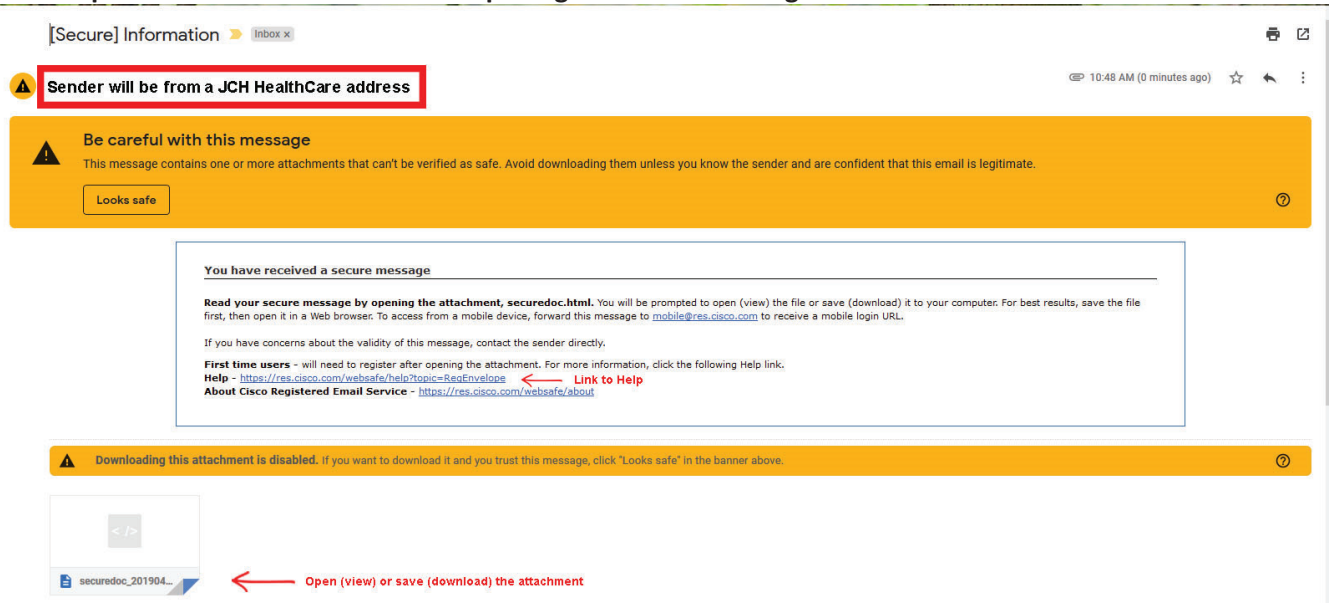 [Secure] Information Inbox x
Sender will be from a JCH HealthCare address
10:48 AM (0 minutes ago)
Be careful with this message
This message contains one or more attachments that can't be verified as safe. Avoid downloading them unless you know the sender and are confident that this email is legitimate.
Looks safe
You have received a secure message
Read your secure message by opening the attachment, securedoc.html. You will be prompted to open (view) the file or save (download) it to your computer. For best results, save the file
first, then open it in a Web browser. To access from a mobile device, forward this message to mobile@res.cisco.com to receive a mobile login URL.
If you have concerns about the validity of this message, contact the sender directly.
First time users - will need to register after opening the attachment. For more information, click the following Help link.
Help - https://res.cisco.com/websafe/help?topic=RegEnvelope Link to Help
About Cisco Registered Email Service - https://res.cisco.com/websafe/about
Downloading this attachment is disabled. If you want to download it and you trust this message, click "Looks safe" in the banner above.
</>
securedoc_201904... Open (view) or save (download) the attachment